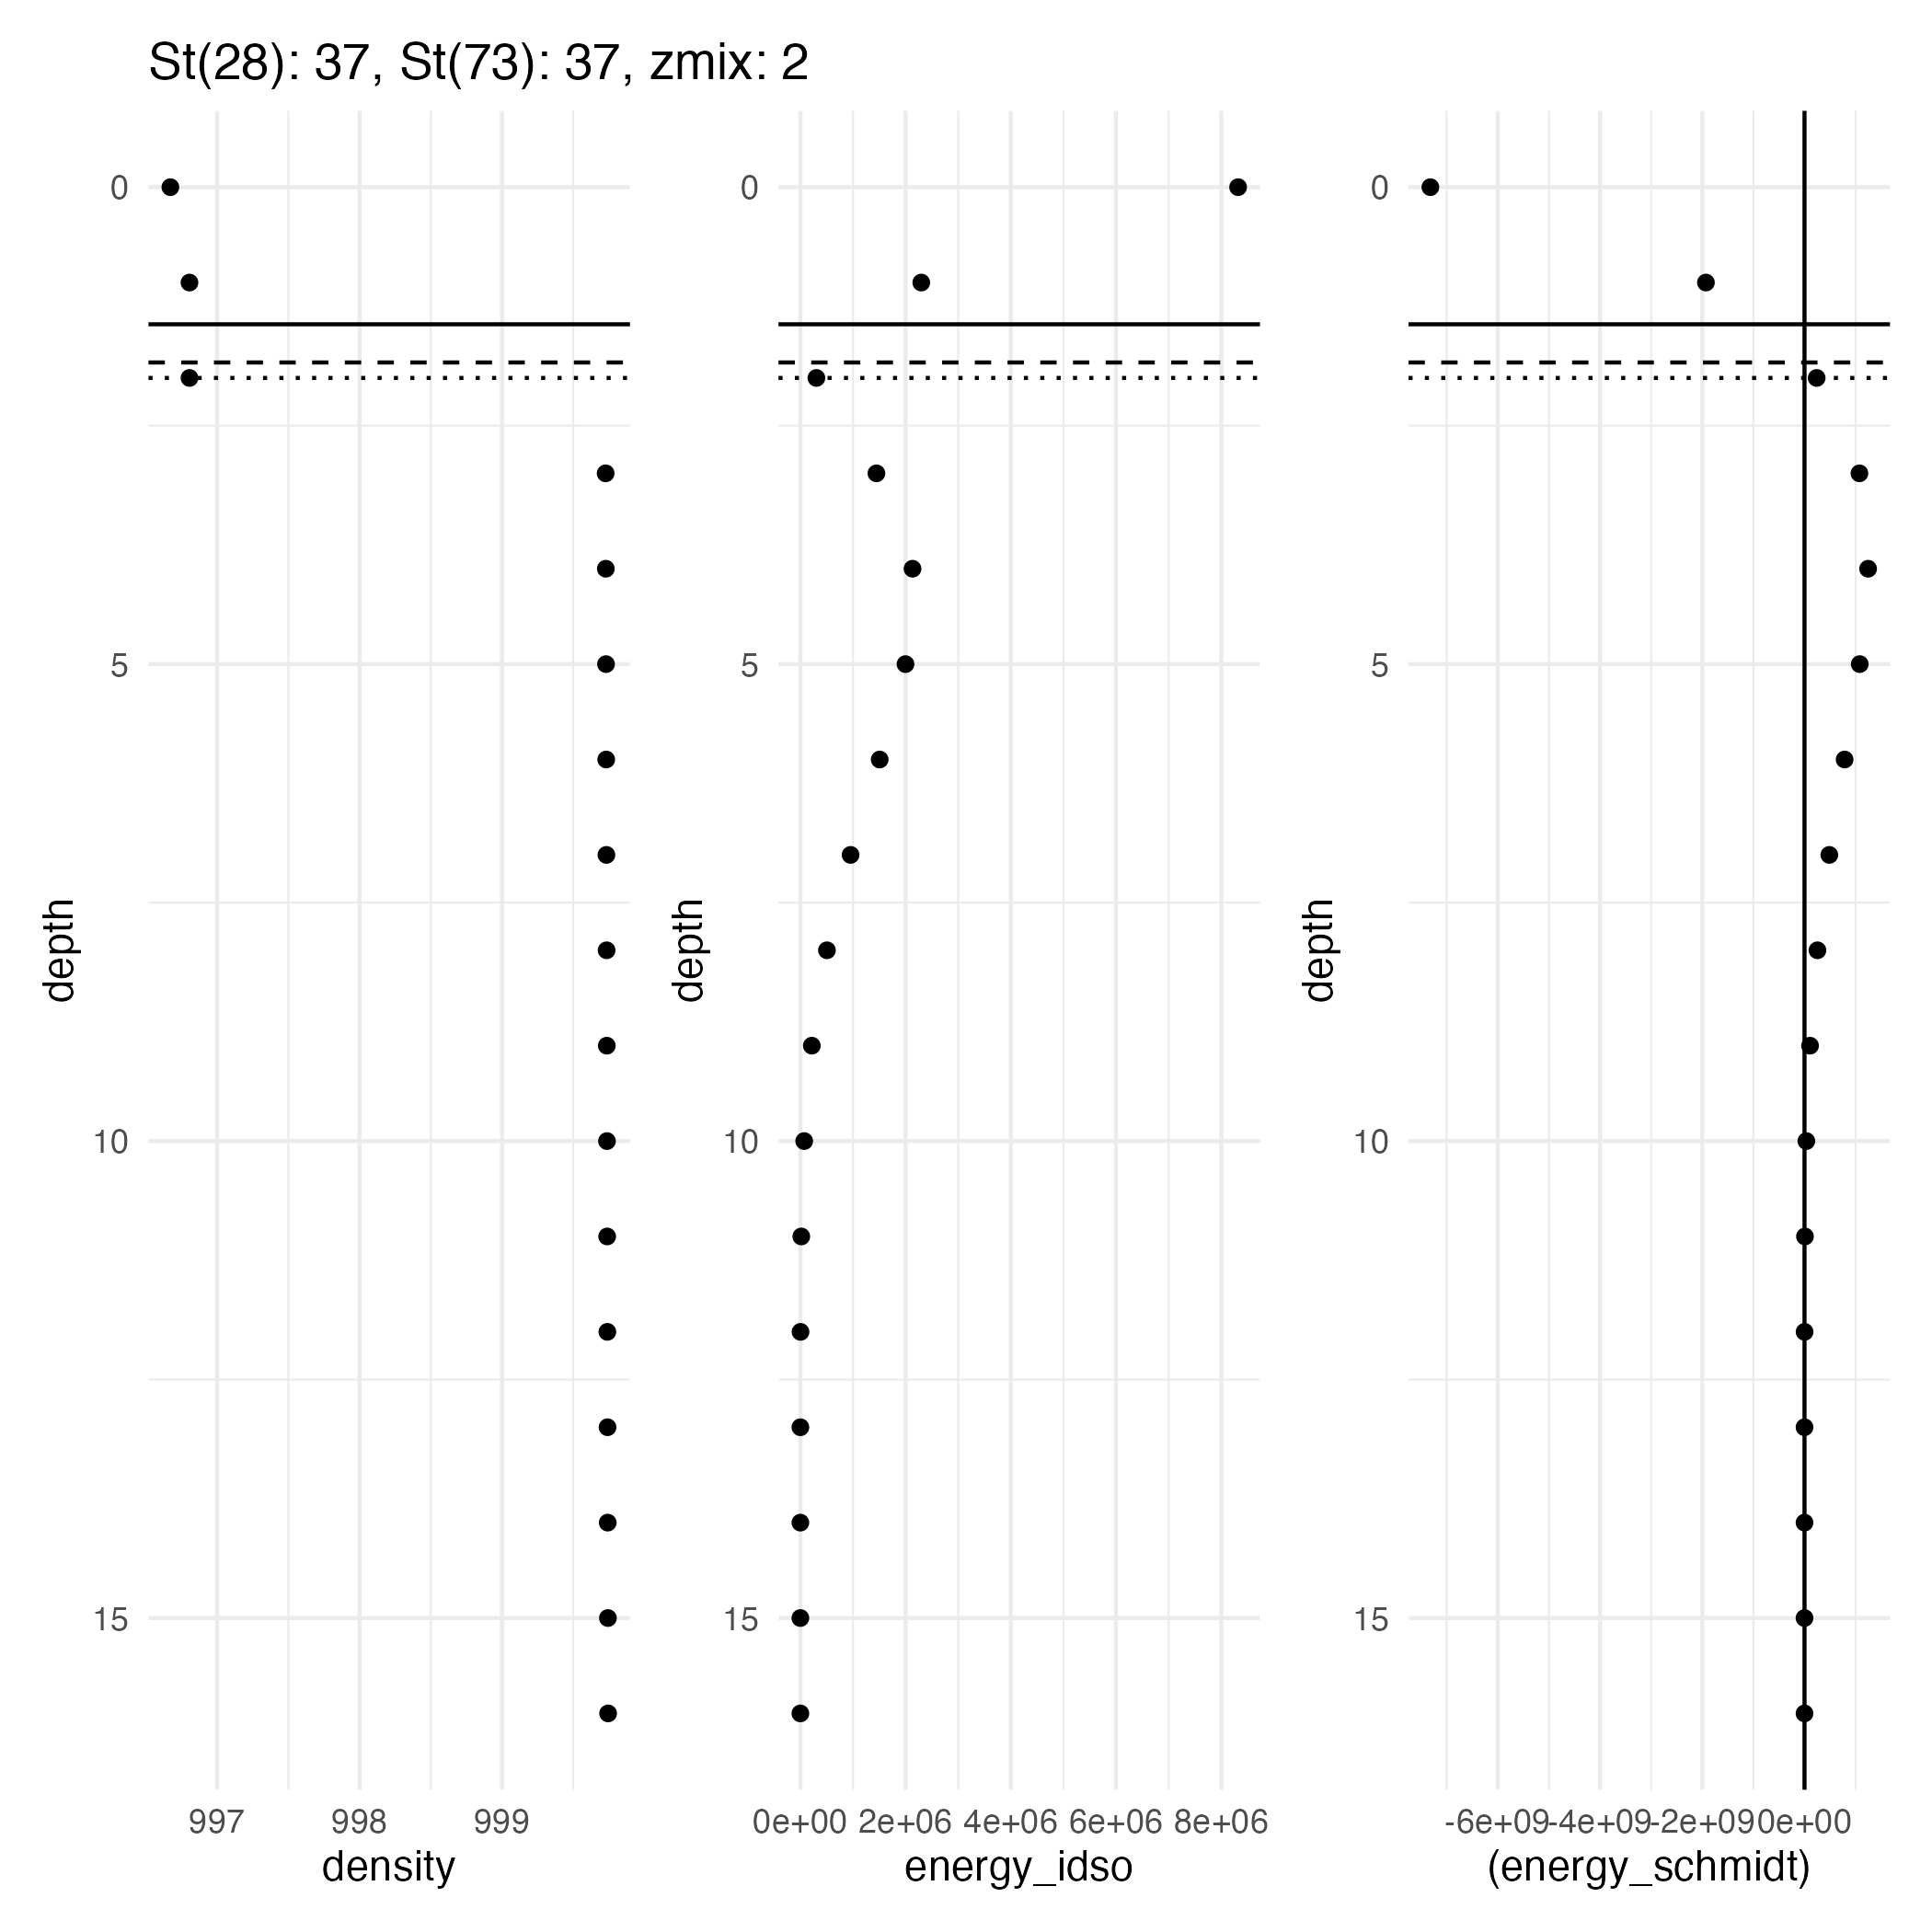 St(28): 37, St(73): 37, zmix: 2
0
5
10
15
depth
997 998 999
density
0
5
10
15
depth
0e+00 2e+06 4e+06 6e+06 8e+06
energy_idso
0
5
10
15
depth
-6e+09 -4e+09 -2e+09 0e+00
(energy_schmidt)